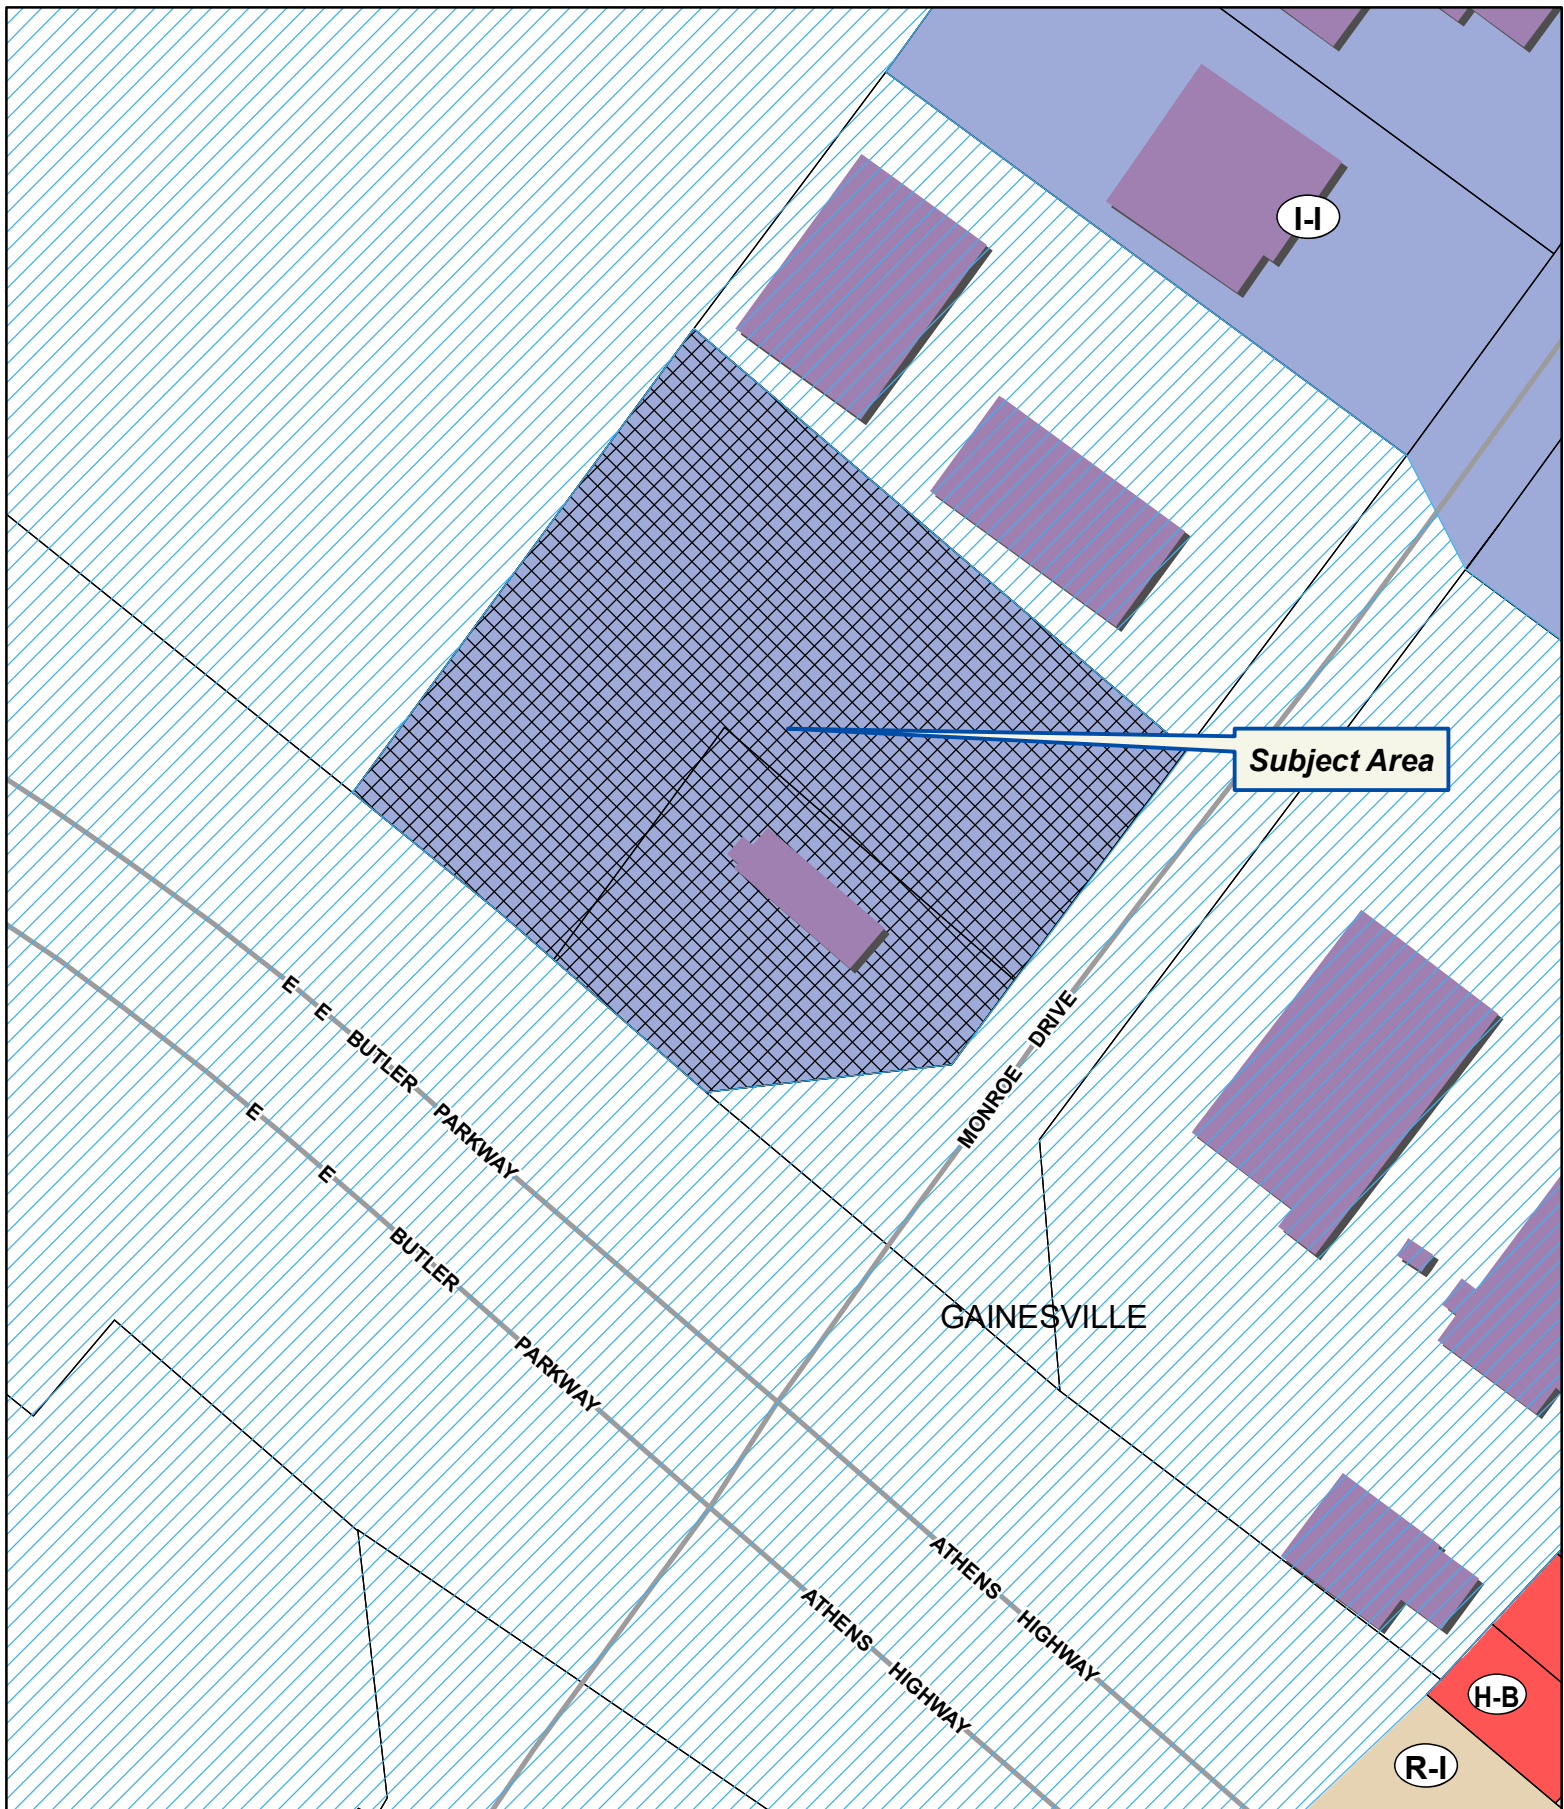 I-I
Subject Area
E E BUTLER PARKWAY
MONROE DRIVE
E E BUTLER PARKWAY
GAINESVILLE
ATHENS HIGHWAY
ATHENS HIGHWAY
H-B
R-I